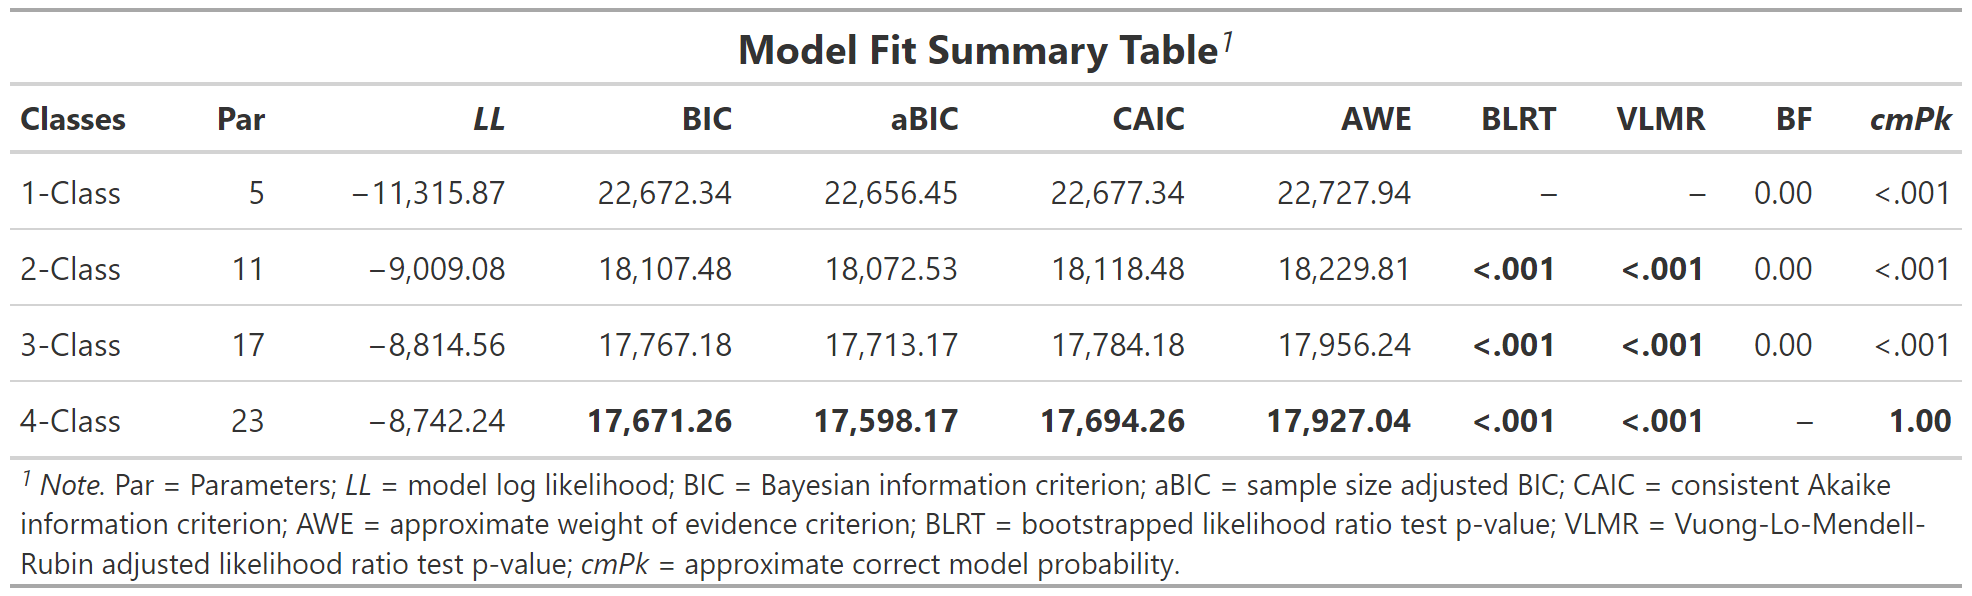 Model Fit Summary Table1
Classes Par LL BIC aBIC CAIC AWE BLRT VLMR BF cmPk
1-Class 5 −11,315.87 22,672.34 22,656.45 22,677.34 22,727.94 – – 0.00 <.001
2-Class 11 −9,009.08 18,107.48 18,072.53 18,118.48 18,229.81 <.001 <.001 0.00 <.001
3-Class 17 −8,814.56 17,767.18 17,713.17 17,784.18 17,956.24 <.001 <.001 0.00 <.001
4-Class 23 −8,742.24 17,671.26 17,598.17 17,694.26 17,927.04 <.001 <.001 – 1.00
1 Note. Par = Parameters; LL = model log likelihood; BIC = Bayesian information criterion; aBIC = sample size adjusted BIC; CAIC = consistent Akaike
information criterion; AWE = approximate weight of evidence criterion; BLRT = bootstrapped likelihood ratio test p-value; VLMR = Vuong-Lo-Mendell-
Rubin adjusted likelihood ratio test p-value; cmPk = approximate correct model probability.